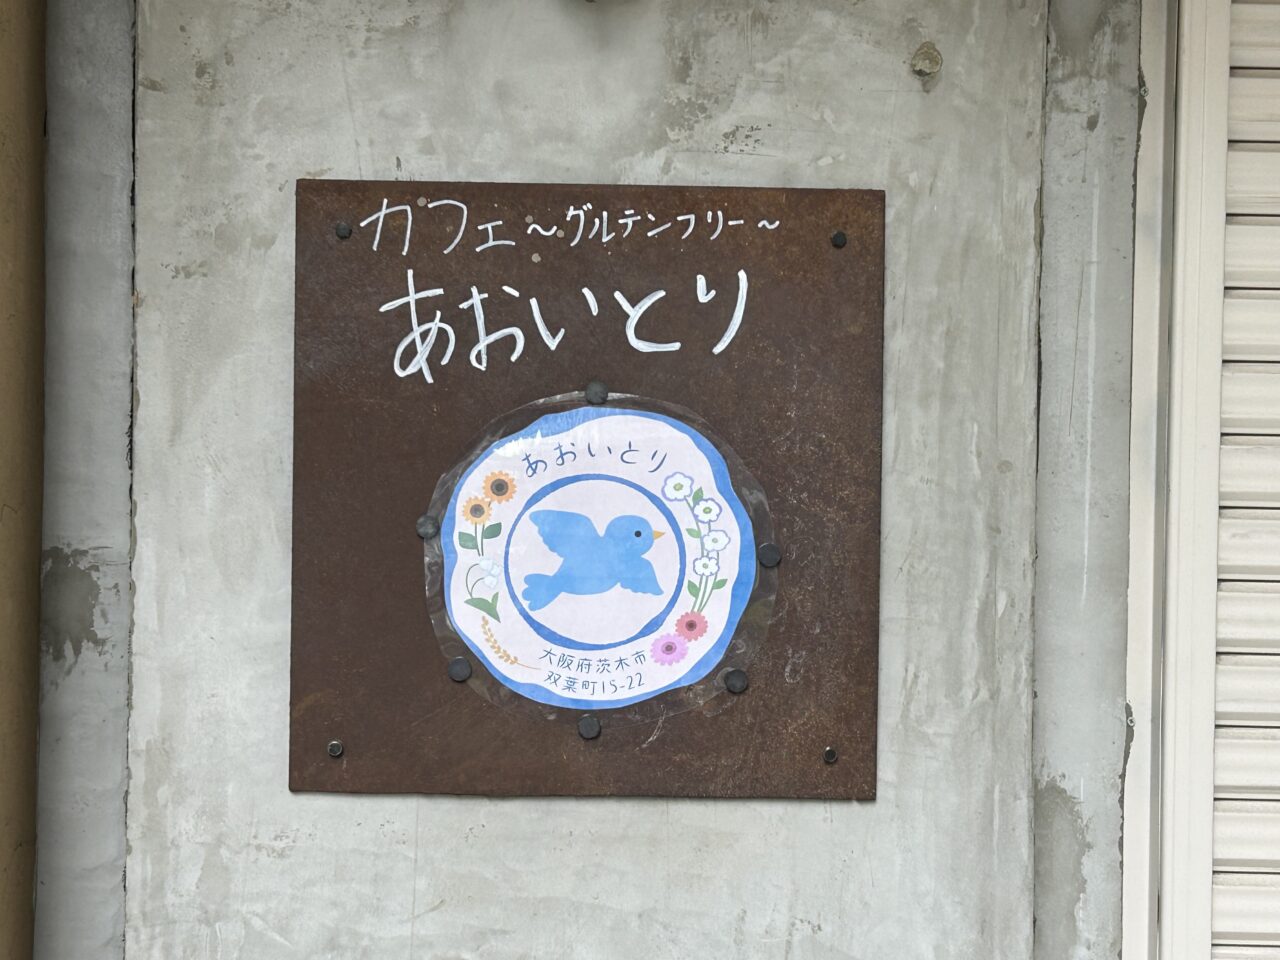 カフェ～グルテンフリー～
あおいとり
あおいとり
大阪府茨木市
双葉町15-22